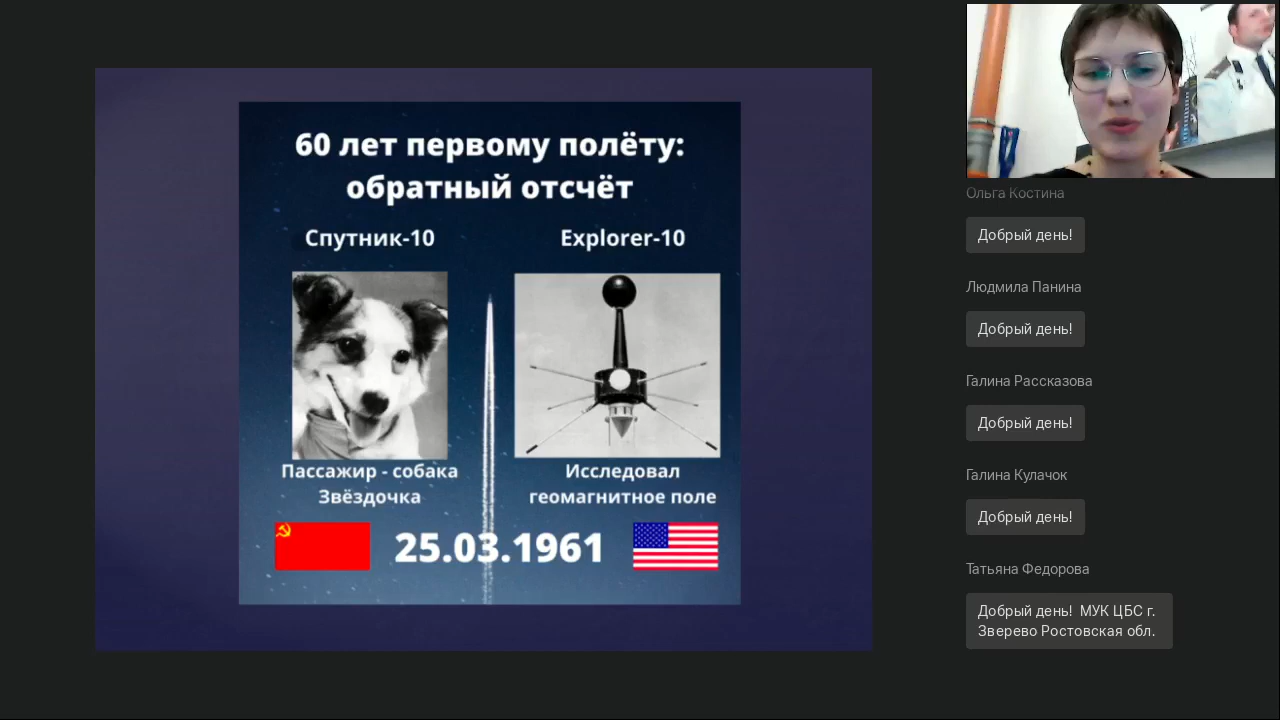 60 лет первому полёту:
обратный отсчёт
Спутник-10
Explorer-10
Пассажир - собака
Звёздочка
Исследовал
геомагнитное поле
25.03.1961
Ольга Костина
Добрый день!
Людмила Панина
Добрый день!
Галина Рассказова
Добрый день!
Галина Кулачок
Добрый день!
Татьяна Федорова
Добрый день!  МУК ЦБС г.
Зверево Ростовская обл.